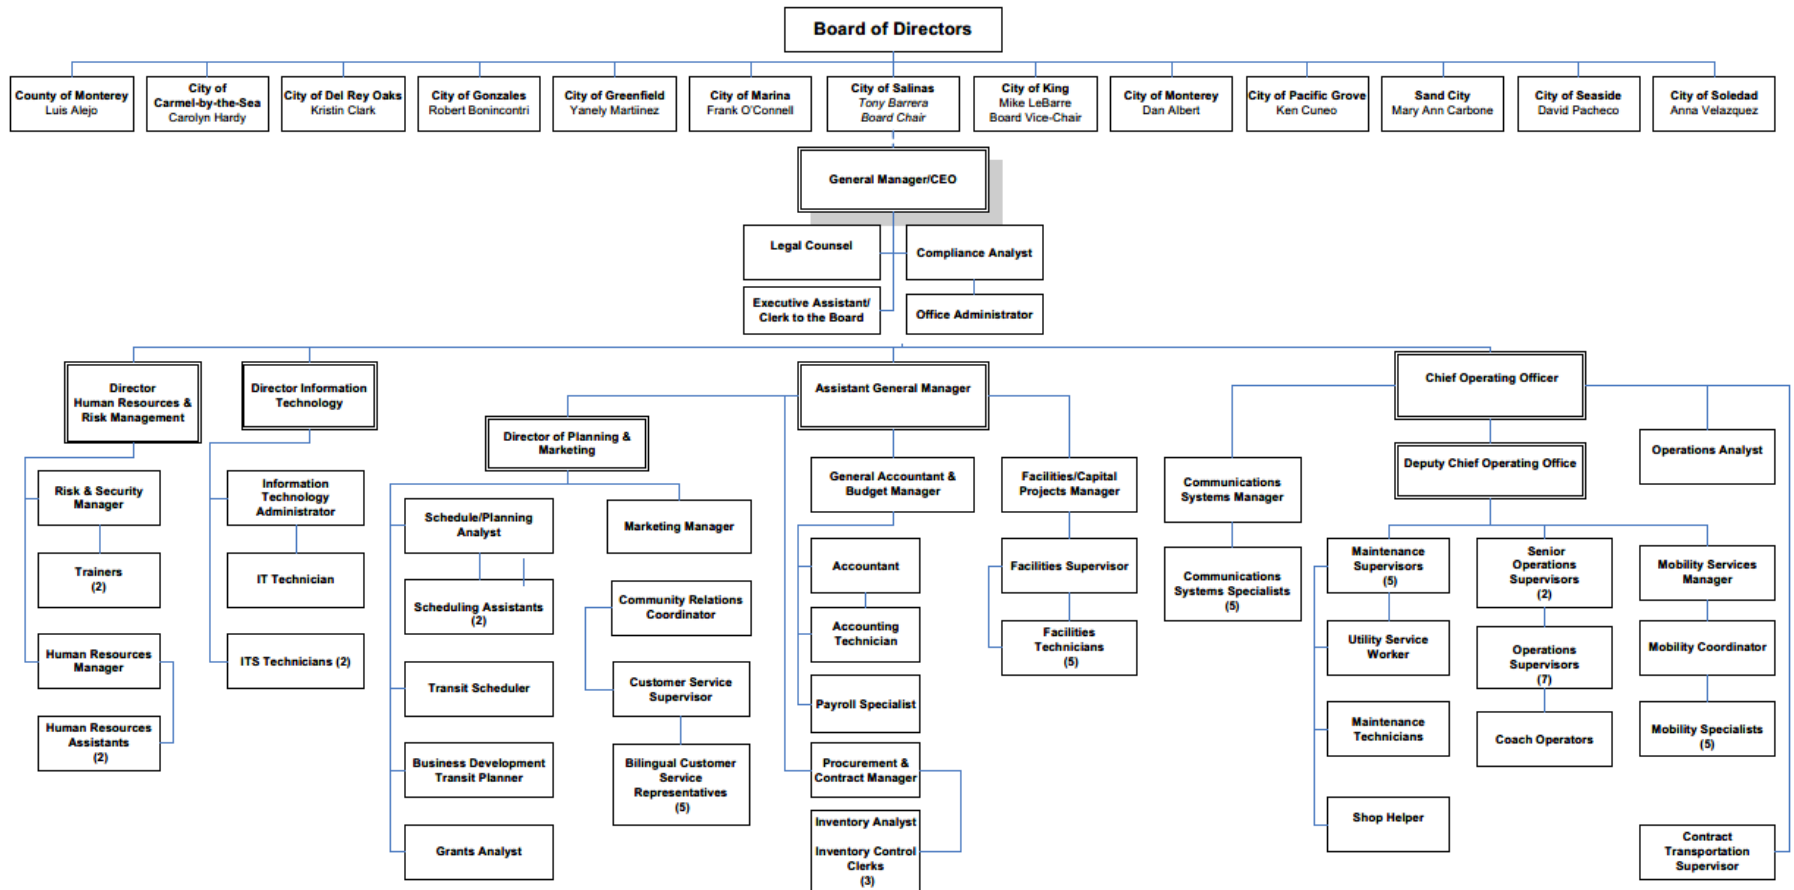 Board of Directors
County of Monterey
Luis Alejo
City of
Carmel-by-the-Sea
Carolyn Hardy
City of Del Rey Oaks
Kristin Clark
City of Gonzales
Robert Bonincontri
City of Greenfield
Yanely Martiinez
City of Marina
Frank O'Connell
City of Salinas
Tony Barrera
Board Chair
City of King
Mike LeBarre
Board Vice-Chair
City of Monterey
Dan Albert
City of Pacific Grove
Ken Cuneo
Sand City
Mary Ann Carbone
City of Seaside
David Pacheco
City of Soledad
Anna Velazquez
General Manager/CEO
Legal Counsel
Compliance Analyst
Executive Assistant/
Clerk to the Board
Office Administrator
Director
Human Resources &
Risk Management
Director Information
Technology
Assistant General Manager
Chief Operating Officer
Director of Planning &
Marketing
Deputy Chief Operating Office
Operations Analyst
Risk & Security
Manager
Trainers
(2)
Human Resources
Manager
Human Resources
Assistants
(2)
Information
Technology
Administrator
IT Technician
ITS Technicians (2)
Schedule/Planning
Analyst
Scheduling Assistants
(2)
Transit Scheduler
Business Development
Transit Planner
Grants Analyst
Marketing Manager
Community Relations
Coordinator
Customer Service
Supervisor
Bilingual Customer
Service
Representatives
(5)
General Accountant &
Budget Manager
Accountant
Accounting
Technician
Payroll Specialist
Procurement &
Contract Manager
Inventory Analyst
Inventory Control
Clerks
(3)
Facilities/Capital
Projects Manager
Facilities Supervisor
Facilities
Technicians
(5)
Communications
Systems Manager
Communications
Systems Specialists
(5)
Maintenance
Supervisors
(5)
Utility Service
Worker
Maintenance
Technicians
Shop Helper
Senior
Operations
Supervisors
(2)
Operations
Supervisors
(7)
Coach Operators
Mobility Services
Manager
Mobility Coordinator
Mobility Specialists
(5)
Contract
Transportation
Supervisor